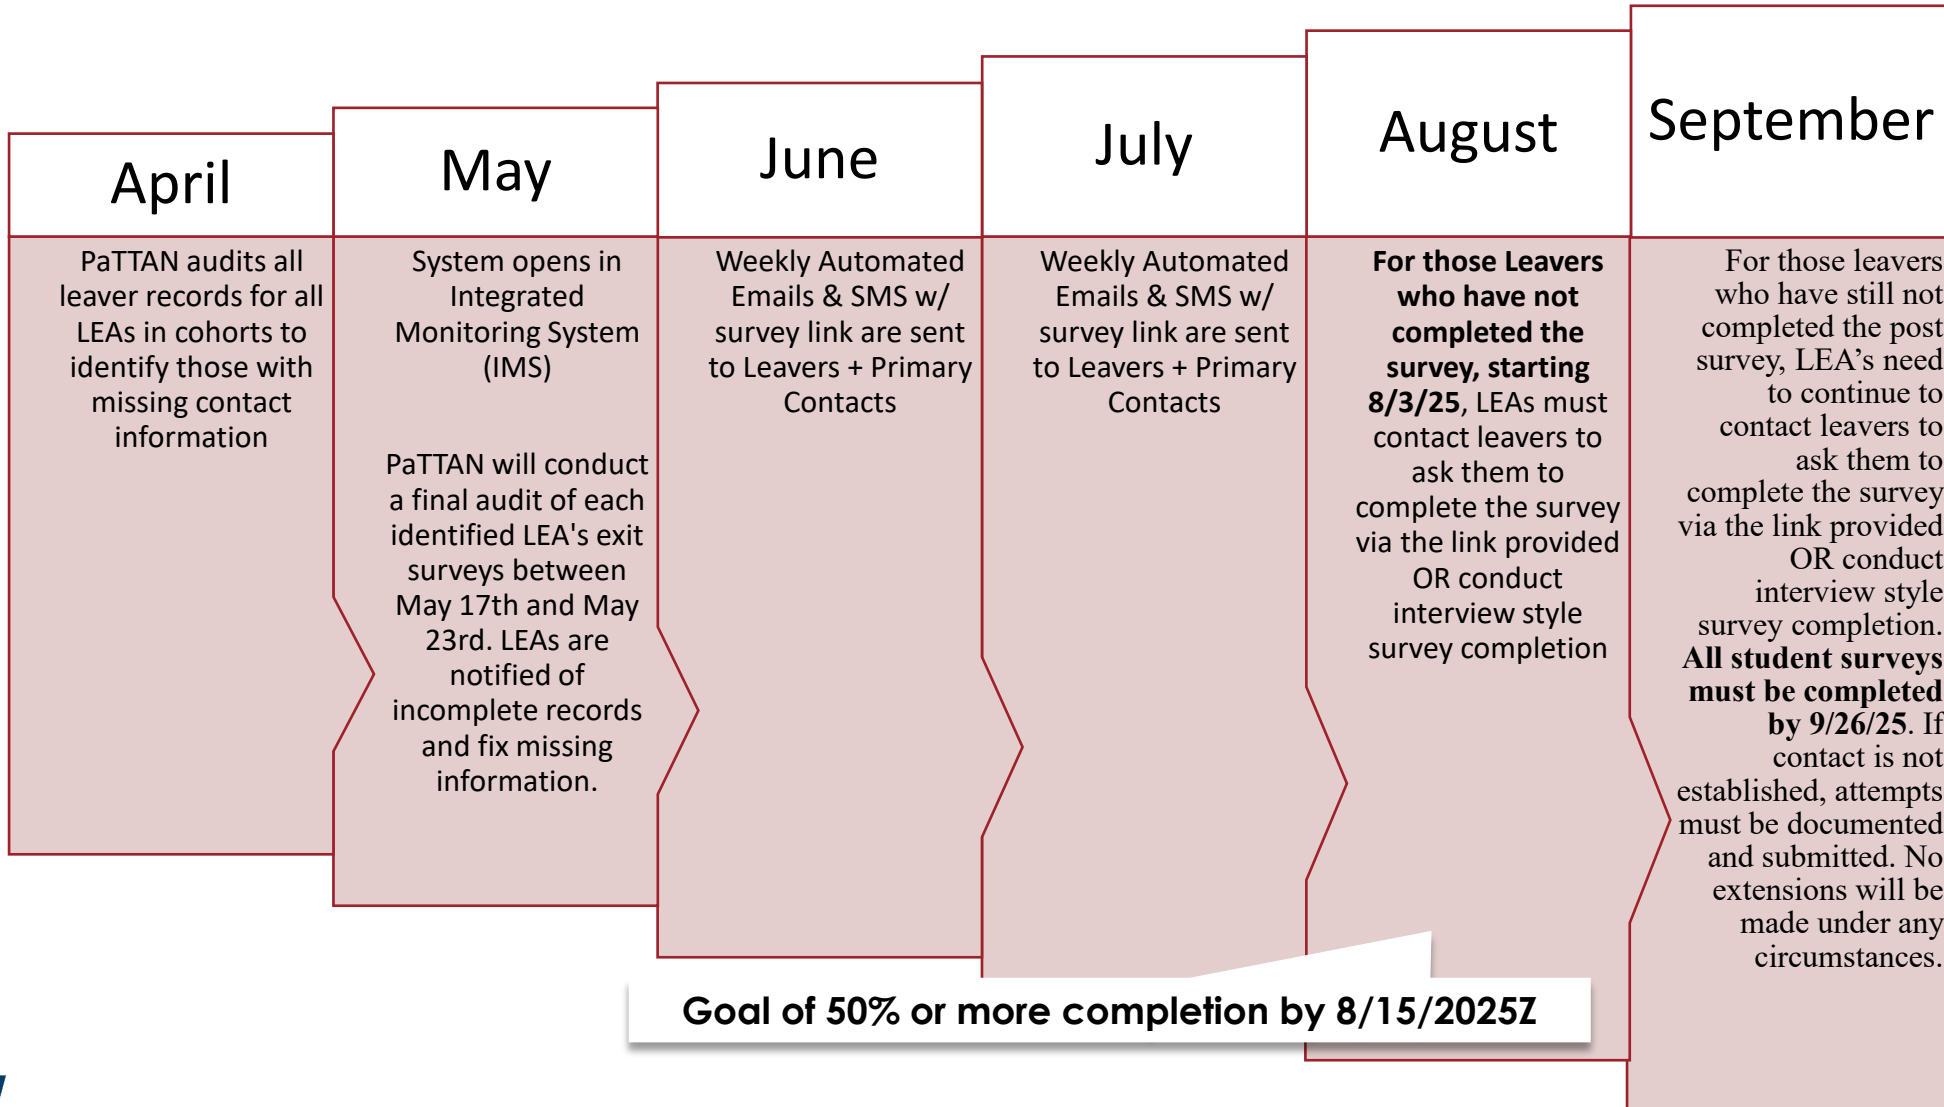 April
PaTTAN audits all
leaver records for all
LEAs in cohorts to
identify those with
missing contact
information
May
System opens in
Integrated
Monitoring System
(IMS)
PaTTAN will conduct
a final audit of each
identified LEA's exit
surveys between
May 17th and May
23rd. LEAs are
notified of
incomplete records
and fix missing
information.
June
Weekly Automated
Emails & SMS w/
survey link are sent
to Leavers + Primary
Contacts
July
Weekly Automated
Emails & SMS w/
survey link are sent
to Leavers + Primary
Contacts
August
For those Leavers
who have not
completed the
survey, starting
8/3/25, LEAs must
contact leavers to
ask them to
complete the survey
via the link provided
OR conduct
interview style
survey completion
September
For those leavers
who have still not
completed the post
survey, LEA’s need
to continue to
contact leavers to
ask them to
complete the survey
via the link provided
OR conduct
interview style
survey completion.
All student surveys
must be completed
by 9/26/25. If
contact is not
established, attempts
must be documented
and submitted. No
extensions will be
made under any
circumstances.
Goal of 50% or more completion by 8/15/2025Z